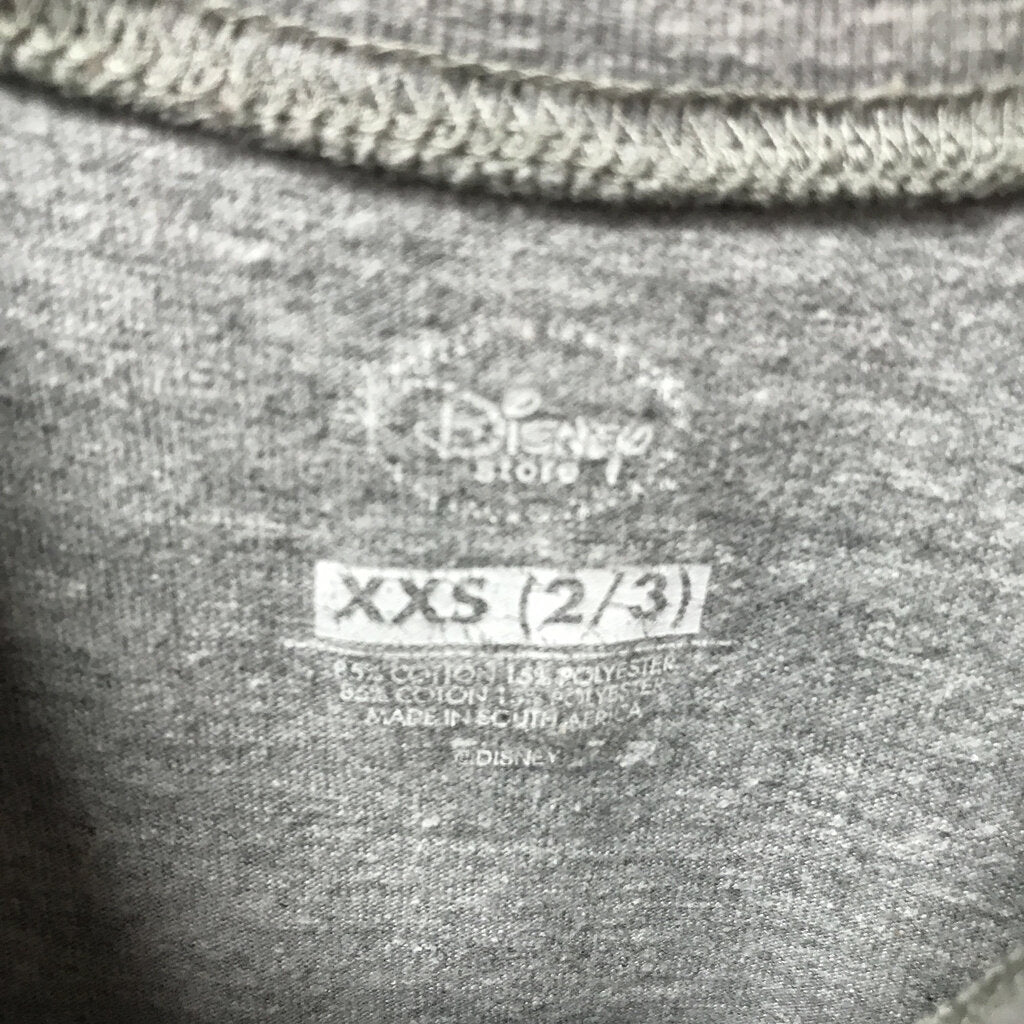 Disney
store
XXS (2/3)
85% COTTON 15% POLYESTER
85% COTON 15% POLYESTER
MADE IN SOUTH AFRICA
©DISNEY